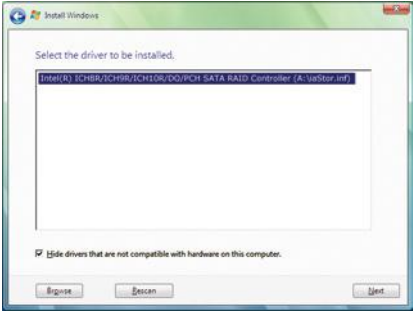 Install Windows
Select the driver to be installed.
Intel(R) ICH8R/ICH9R/ICH10R/DO/PCH SATA RAID Controller (A:\iaStor.inf)
Hide drivers that are not compatible with hardware on this computer.
Browse
Rescan
Next